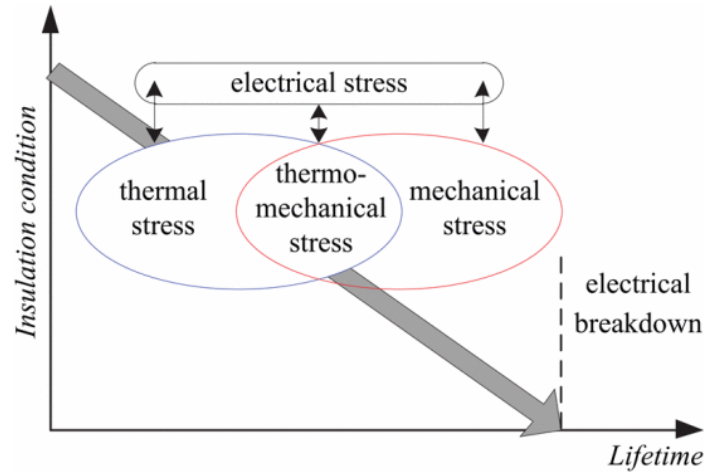 Insulation condition
electrical stress
thermal
stress
thermo-
mechanical
stress
mechanical
stress
electrical
breakdown
Lifetime